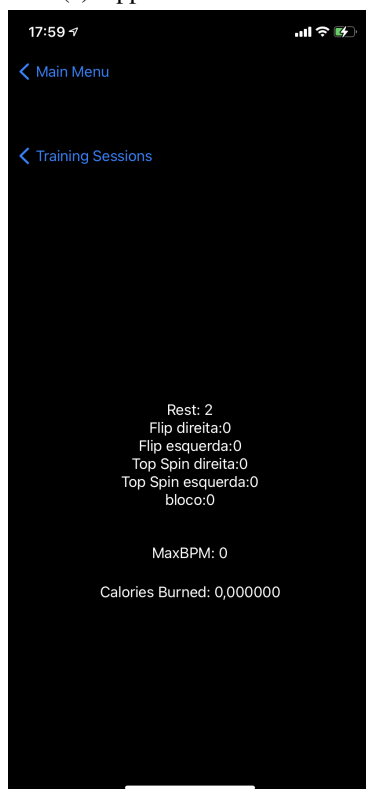 17:59
Main Menu
Training Sessions
Rest: 2
Flip direita:0
Flip esquerda:0
Top Spin direita:0
Top Spin esquerda:0
bloco:0
MaxBPM: 0
Calories Burned: 0,000000